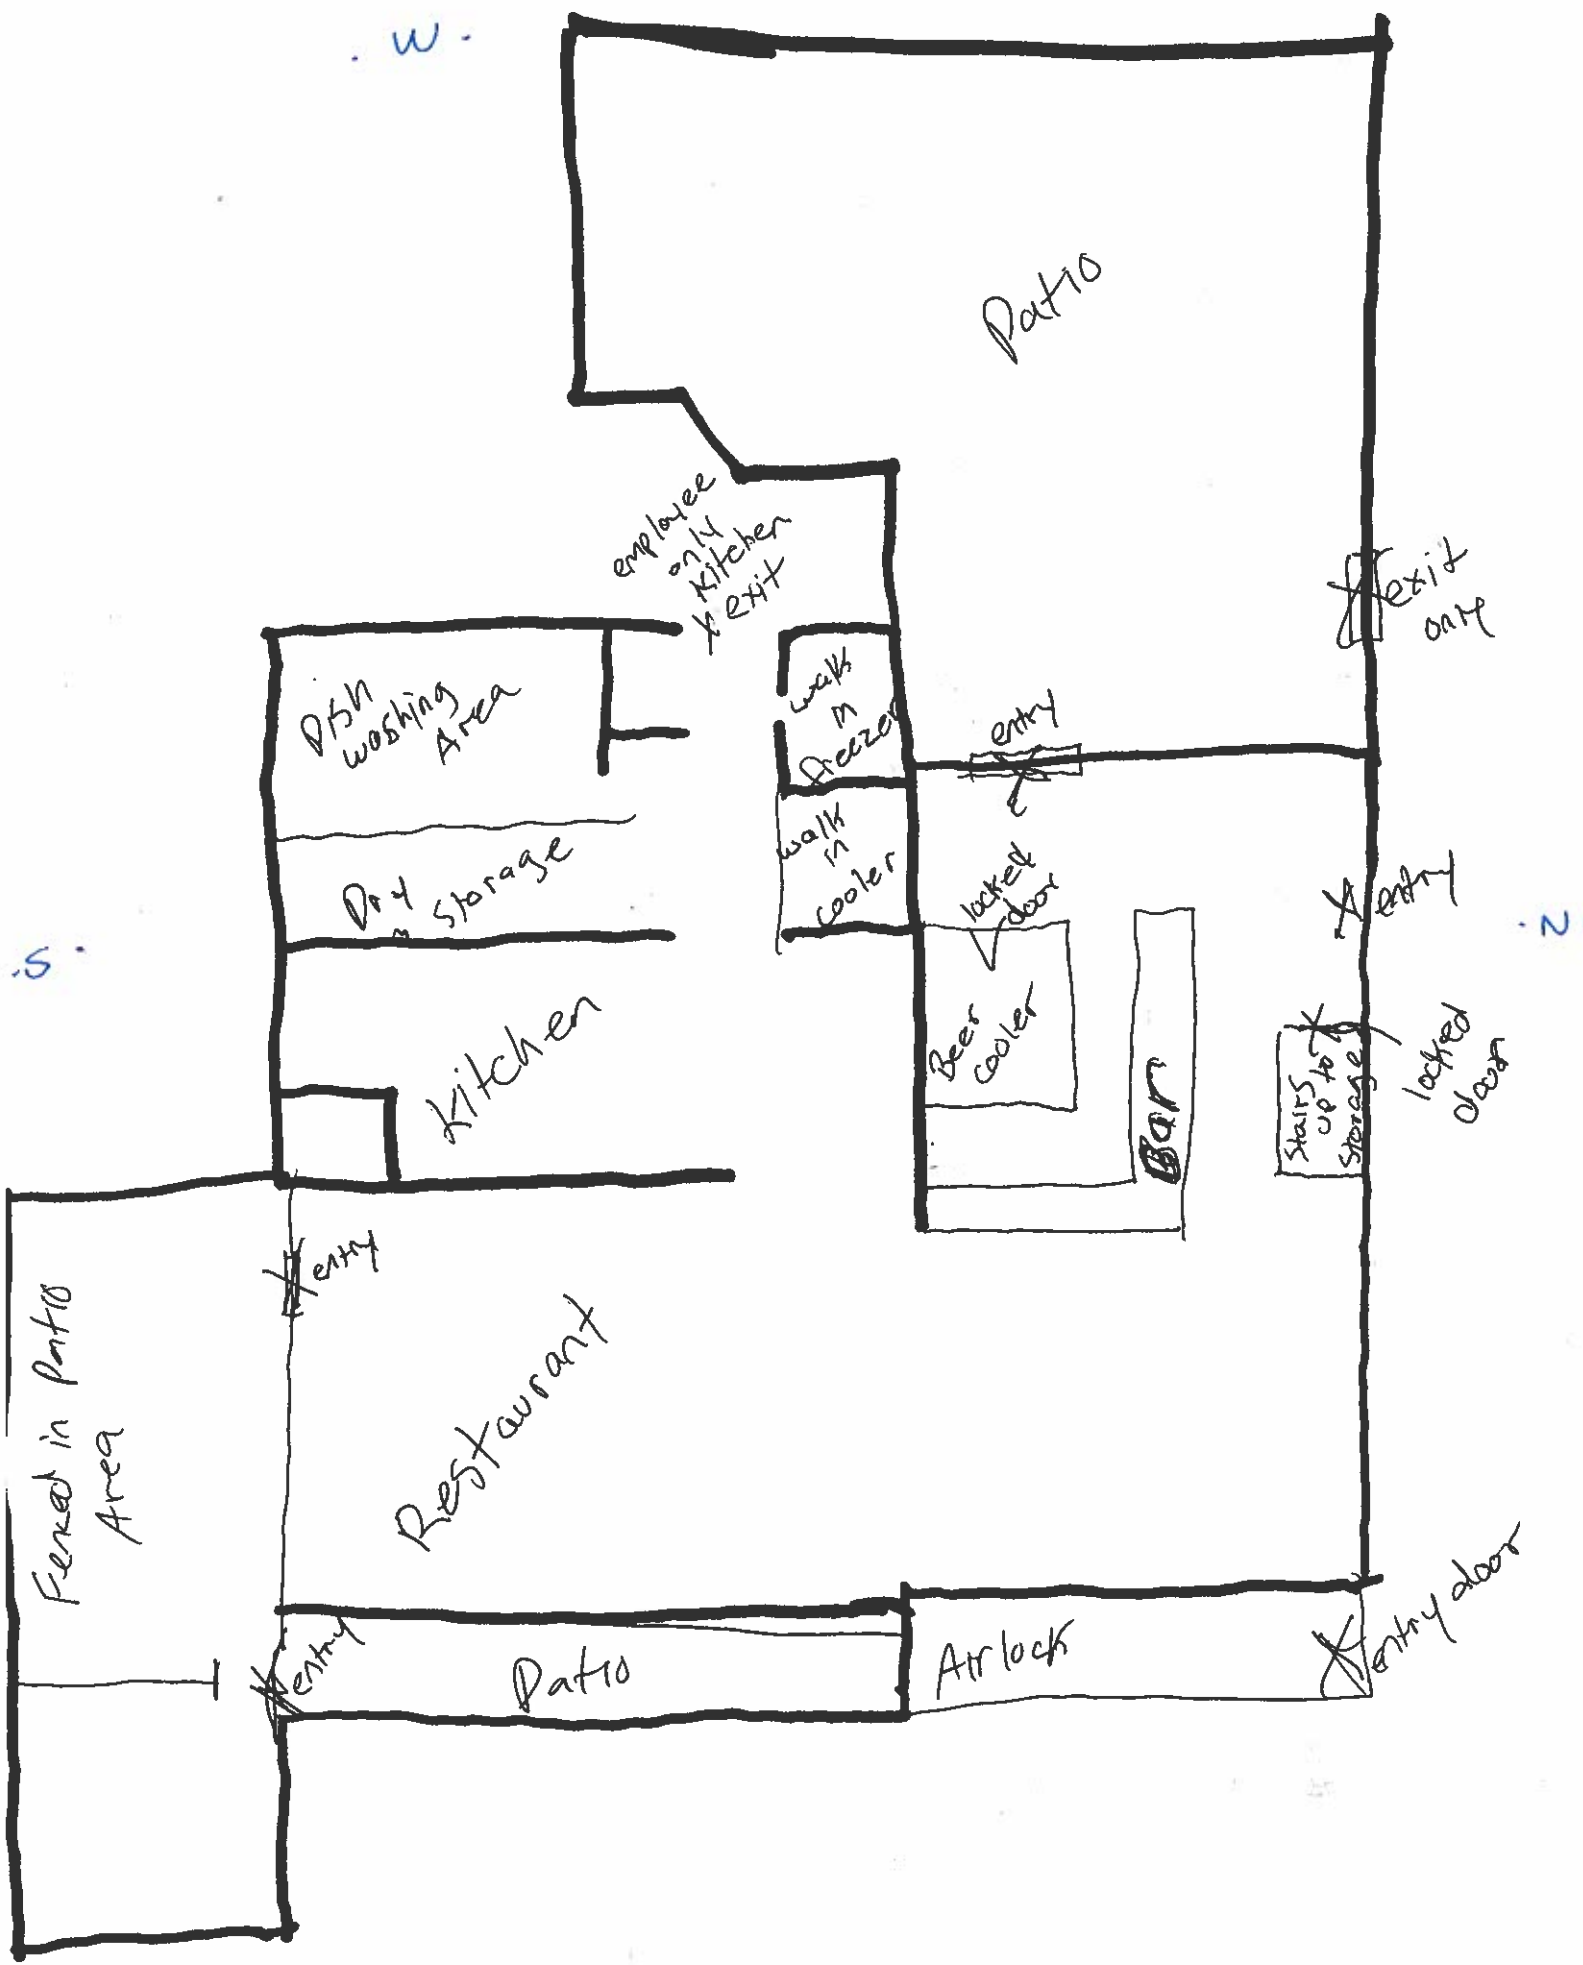 . W .
Patio
employee
only
kitchen
X exit
X exit
only
Dish
washing
Area
walk
in
freezer
entry
walk
in
cooler
Dry
Storage
locked
door
X entry
. S .
. N
Kitchen
Beer
cooler
Bar
Stairs
up to
Storage
locked
door
X entry
Fenced in Patio
Area
Restaurant
X entry
Patio
Airlock
X entry door